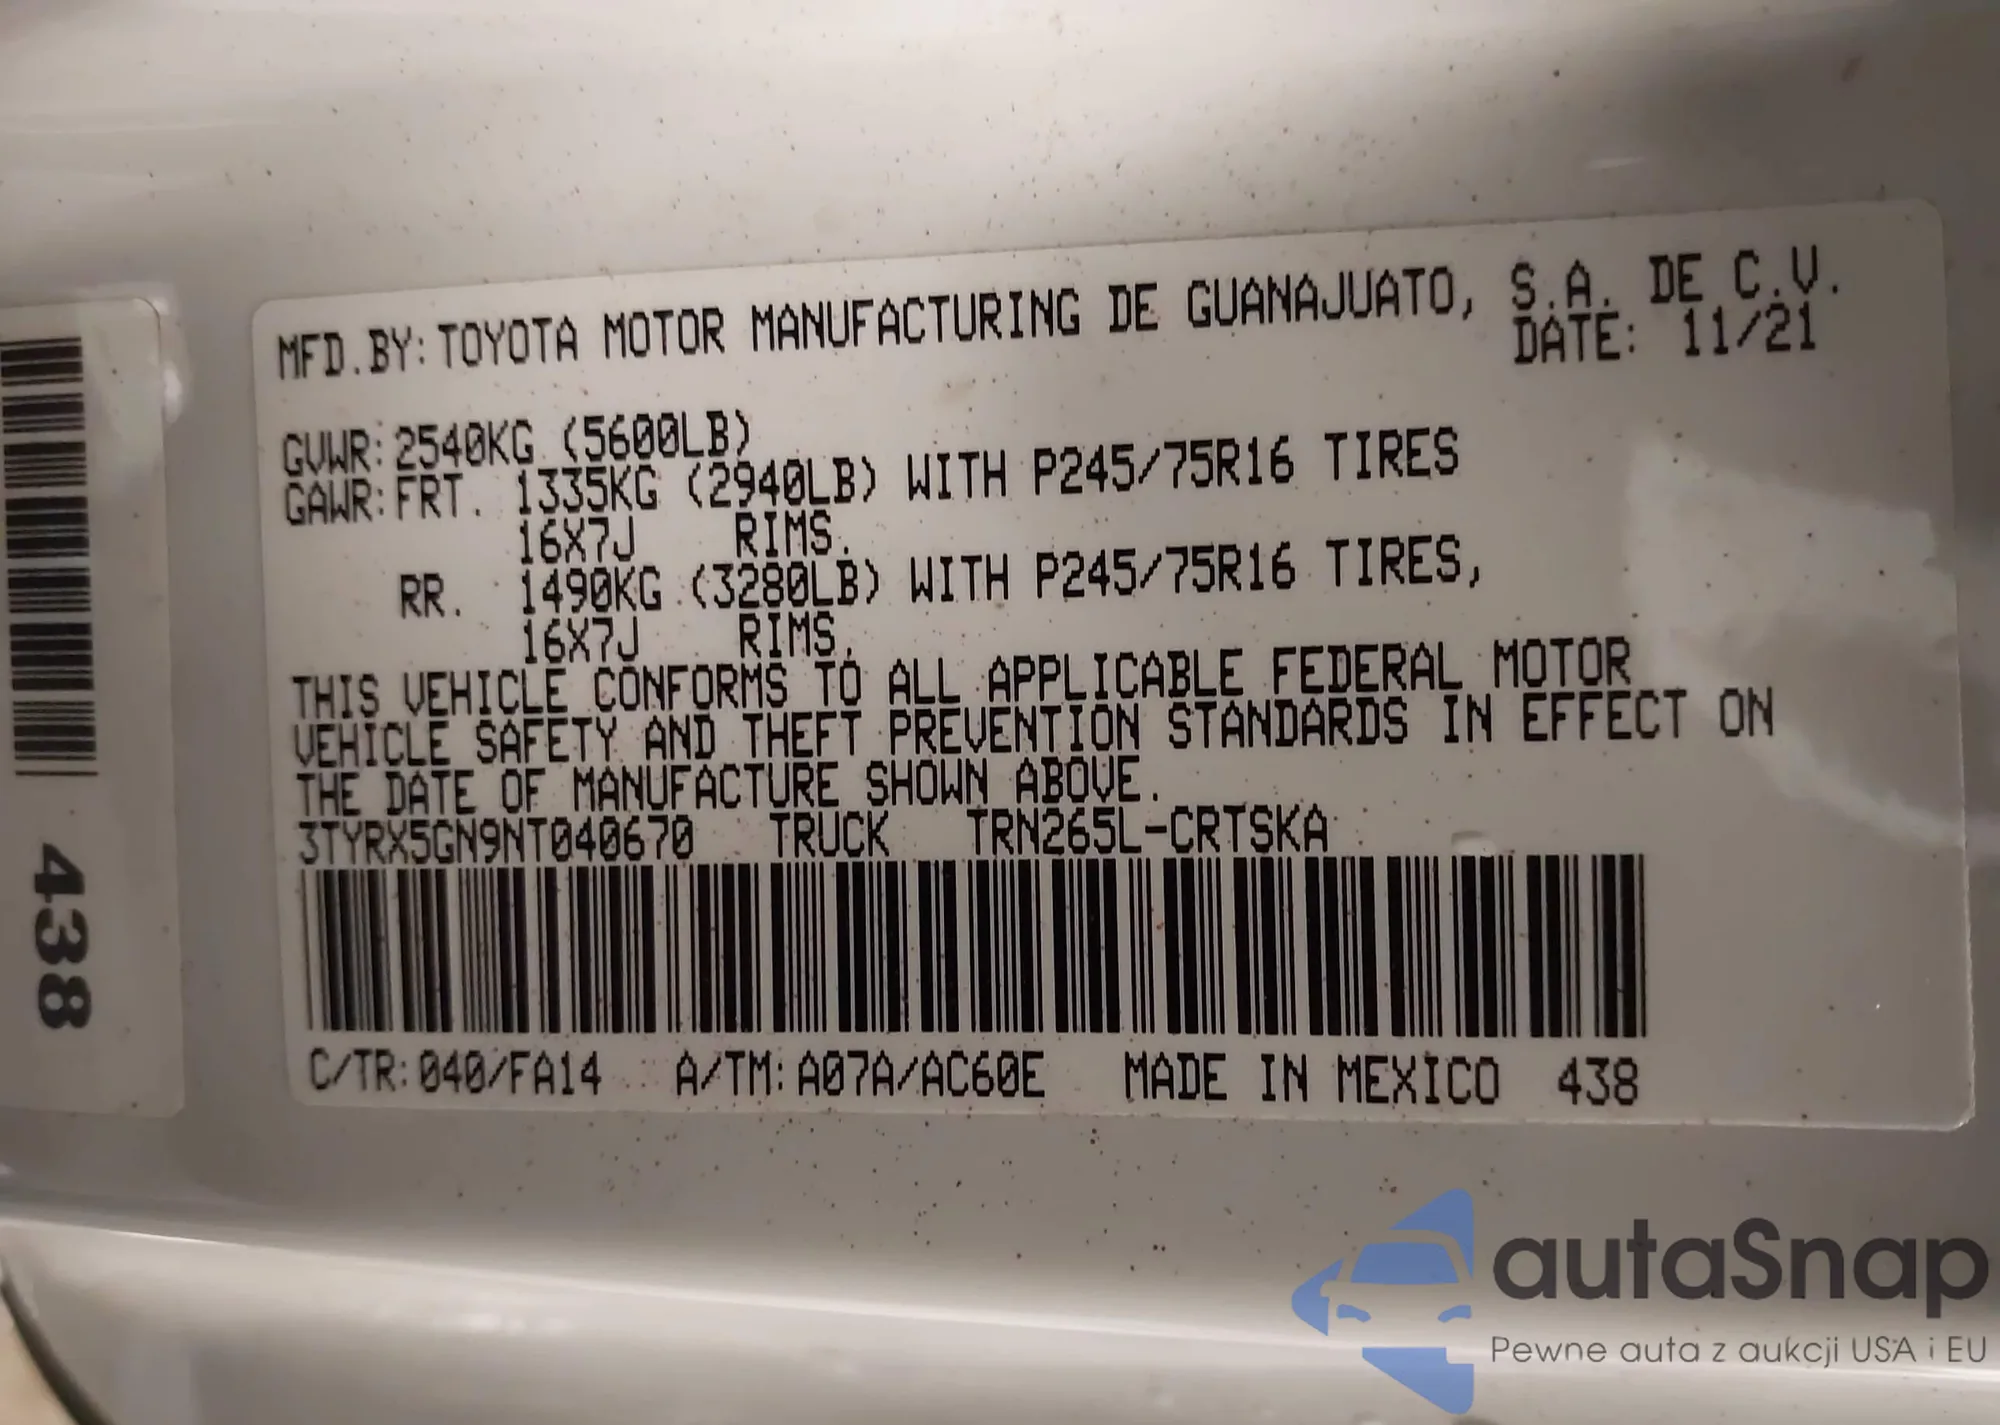 MFD.BY:TOYOTA MOTOR MANUFACTURING DE GUANAJUATO, S.A. DE C.V.
DATE: 11/21
GVWR:2540KG (5600LB)
GAWR:FRT. 1335KG (2940LB) WITH P245/75R16 TIRES
16X7J RIMS.
RR. 1490KG (3280LB) WITH P245/75R16 TIRES,
16X7J RIMS.
THIS VEHICLE CONFORMS TO ALL APPLICABLE FEDERAL MOTOR
VEHICLE SAFETY AND THEFT PREVENTION STANDARDS IN EFFECT ON
THE DATE OF MANUFACTURE SHOWN ABOVE.
3TYRX5GN9NT040670 TRUCK TRN265L-CRTSKA
C/TR:040/FA14 A/TM:A07A/AC60E MADE IN MEXICO 438
438
autaSnap
Pewne auta z aukcji USA i EU